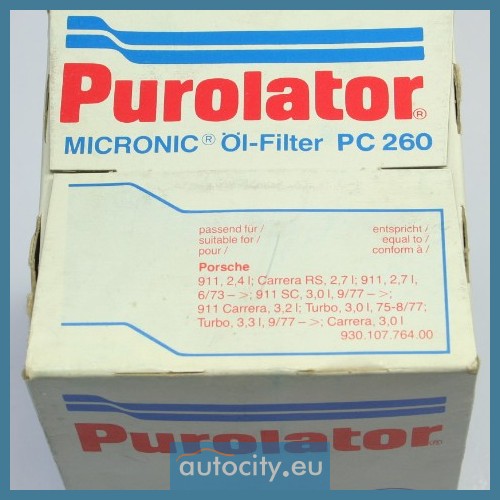 Purolator®
MICRONIC® Öl-Filter PC 260
passend für/ entspricht/
suitable for/ equal to/
pour/ conform à/
Porsche
911, 2,4 l; Carrera RS, 2,7 l; 911, 2,7 l,
6/73 –>; 911 SC, 3,0 l, 9/77 –>;
911 Carrera, 3,2 l; Turbo, 3,0 l, 75-8/77;
Turbo, 3,3 l, 9/77 –>; Carrera, 3,0 l
930.107.764.00
Purolator®
autocity.eu